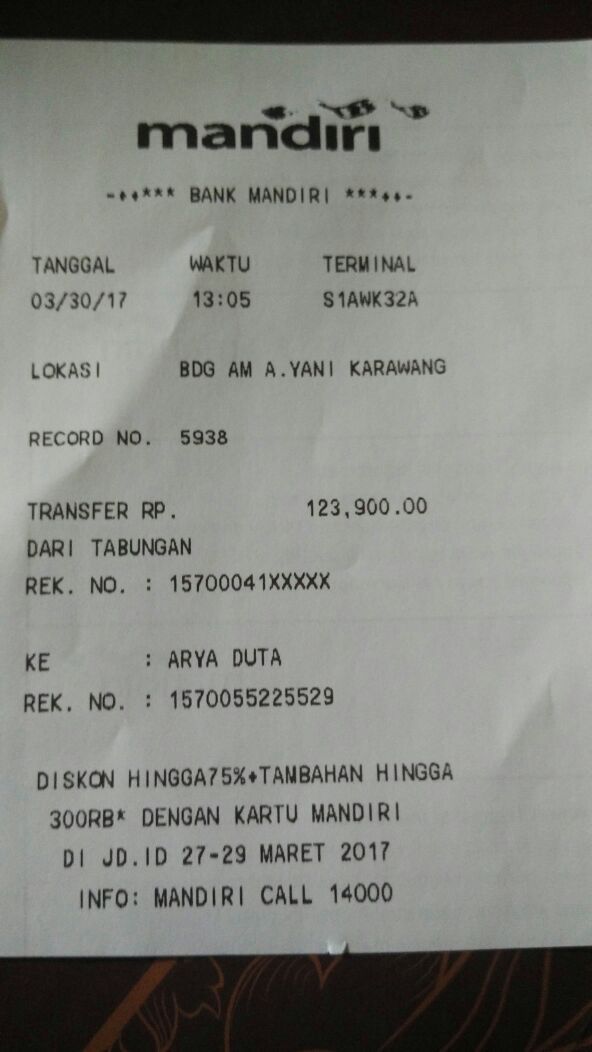 mandiri
-++*** BANK MANDIRI ***++-
TANGGAL WAKTU TERMINAL
03/30/17 13:05 S1AWK32A
LOKASI BDG AM A.YANI KARAWANG
RECORD NO. 5938
TRANSFER RP. 123,900.00
DARI TABUNGAN
REK. NO. : 15700041XXXXX
KE : ARYA DUTA
REK. NO. : 1570055225529
DISKON HINGGA75%+TAMBAHAN HINGGA
300RB* DENGAN KARTU MANDIRI
DI JD.ID 27-29 MARET 2017
INFO: MANDIRI CALL 14000